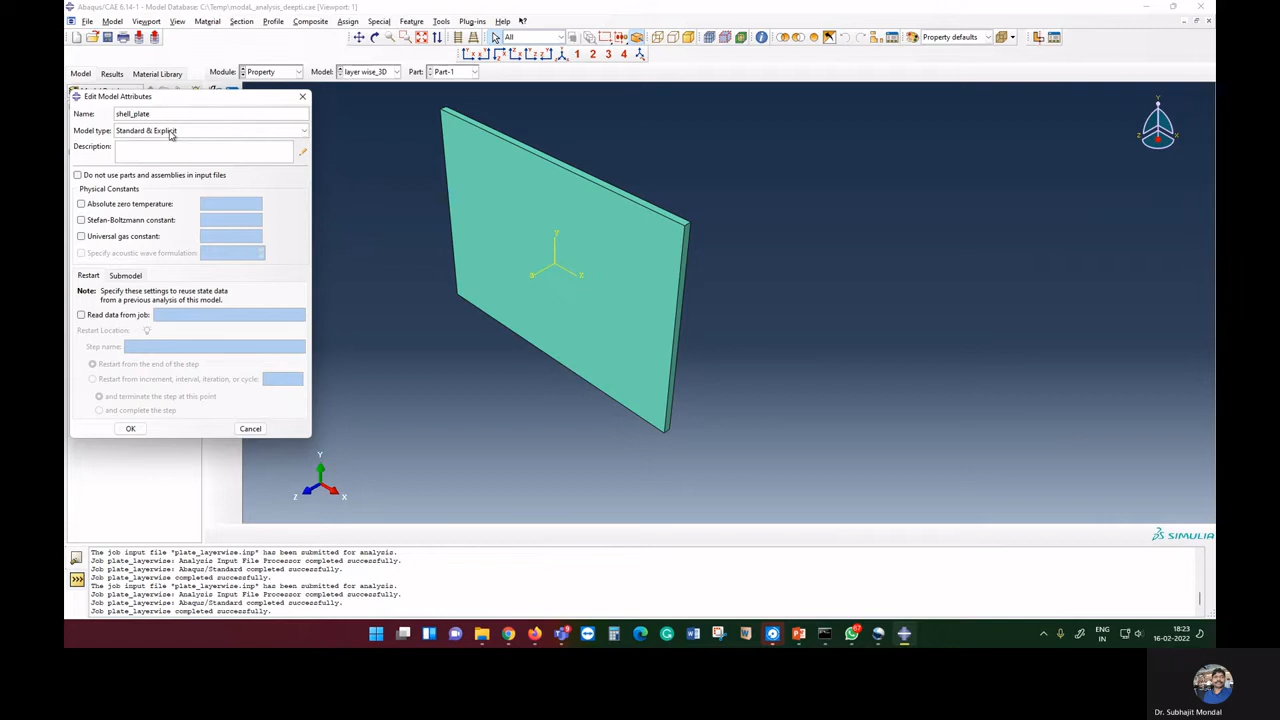 Abaqus/CAE 6.14-1 - Model Database: C:\Temp\modaL_analysis_deepti.cae [Viewport: 1]
File Model Viewport View Material Section Profile Composite Assign Special Feature Tools Plug-ins Help
All
Property defaults
1 2 3 4
Model Results Material Library
Module: Property Model: layer wise_3D Part: Part-1
Edit Model Attributes
Name: shell_plate
Model type: Standard & Explicit
Description:
Do not use parts and assemblies in input files
Physical Constants
Absolute zero temperature:
Stefan-Boltzmann constant:
Universal gas constant:
Specify acoustic wave formulation:
Restart Submodel
Note: Specify these settings to reuse state data
from a previous analysis of this model.
Read data from job:
Restart Location:
Step name:
Restart from the end of the step
Restart from increment, interval, iteration, or cycle:
and terminate the step at this point
and complete the step
OK Cancel
Y
Z X
SIMULIA
The job input file "plate_layerwise.inp" has been submitted for analysis.
Job plate_layerwise: Analysis Input File Processor completed successfully.
Job plate_layerwise: Abaqus/Standard completed successfully.
Job plate_layerwise completed successfully.
The job input file "plate_layerwise.inp" has been submitted for analysis.
Job plate_layerwise: Analysis Input File Processor completed successfully.
Job plate_layerwise: Abaqus/Standard completed successfully.
Job plate_layerwise completed successfully.
ENG
IN
18:23
16-02-2022
Dr. Subhajit Mondal